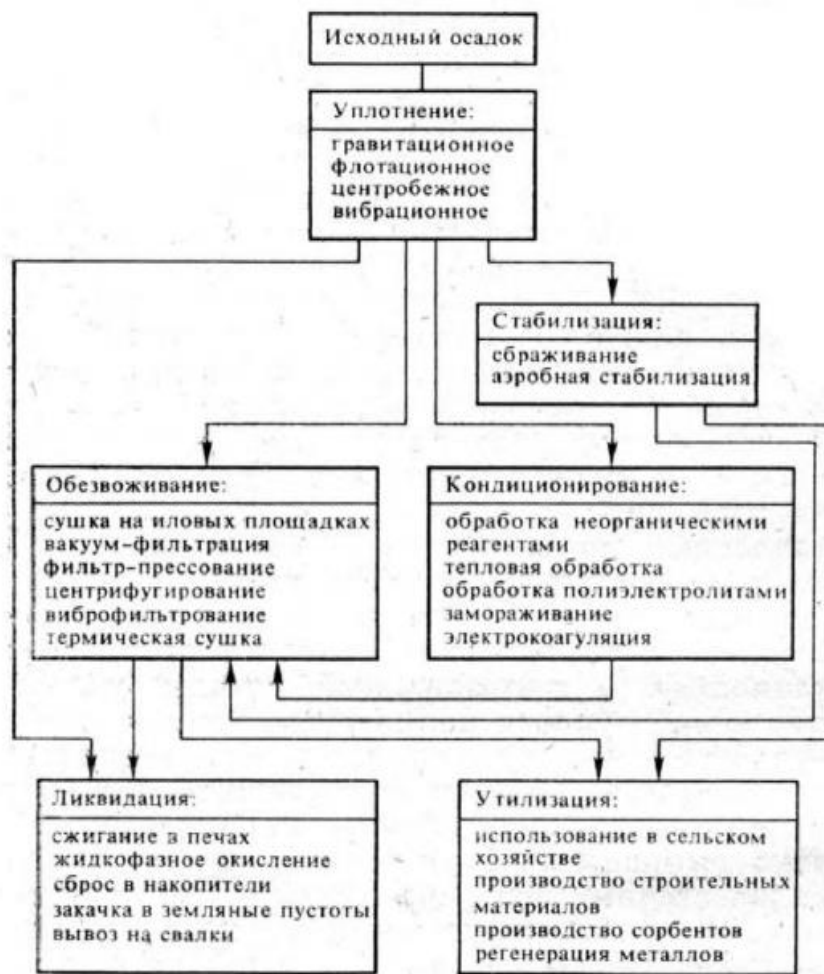 Исходный осадок
Уплотнение:
гравитационное
флотационное
центробежное
вибрационное
Стабилизация:
сбраживание
аэробная стабилизация
Обезвоживание:
сушка на иловых площадках
вакуум-фильтрация
фильтр-прессование
центрифугирование
виброфильтрование
термическая сушка
Кондиционирование:
обработка неорганическими
реагентами
тепловая обработка
обработка полиэлектролитами
замораживание
электрокоагуляция
Ликвидация:
сжигание в печах
жидкофазное окисление
сброс в накопители
закачка в земляные пустоты
вывоз на свалки
Утилизация:
использование в сельском
хозяйстве
производство строительных
материалов
производство сорбентов
регенерация металлов